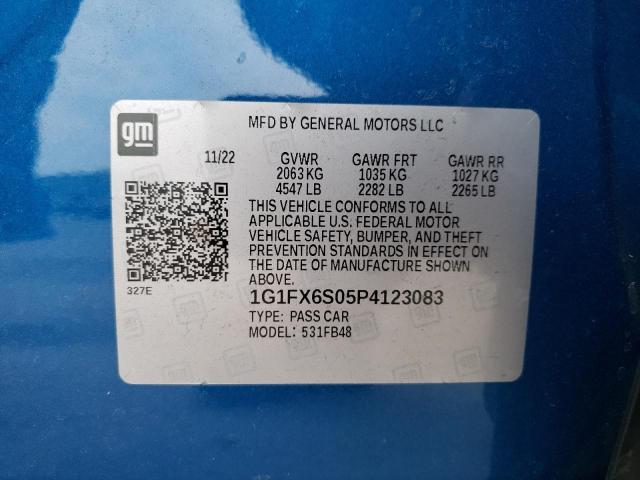 gm
MFD BY GENERAL MOTORS LLC
11/22 GVWR GAWR FRT GAWR RR
2063 KG 1035 KG 1027 KG
4547 LB 2282 LB 2265 LB
THIS VEHICLE CONFORMS TO ALL
APPLICABLE U.S. FEDERAL MOTOR
VEHICLE SAFETY, BUMPER, AND THEFT
PREVENTION STANDARDS IN EFFECT ON
THE DATE OF MANUFACTURE SHOWN
ABOVE.
327E
1G1FX6S05P4123083
TYPE: PASS CAR
MODEL: 531FB48